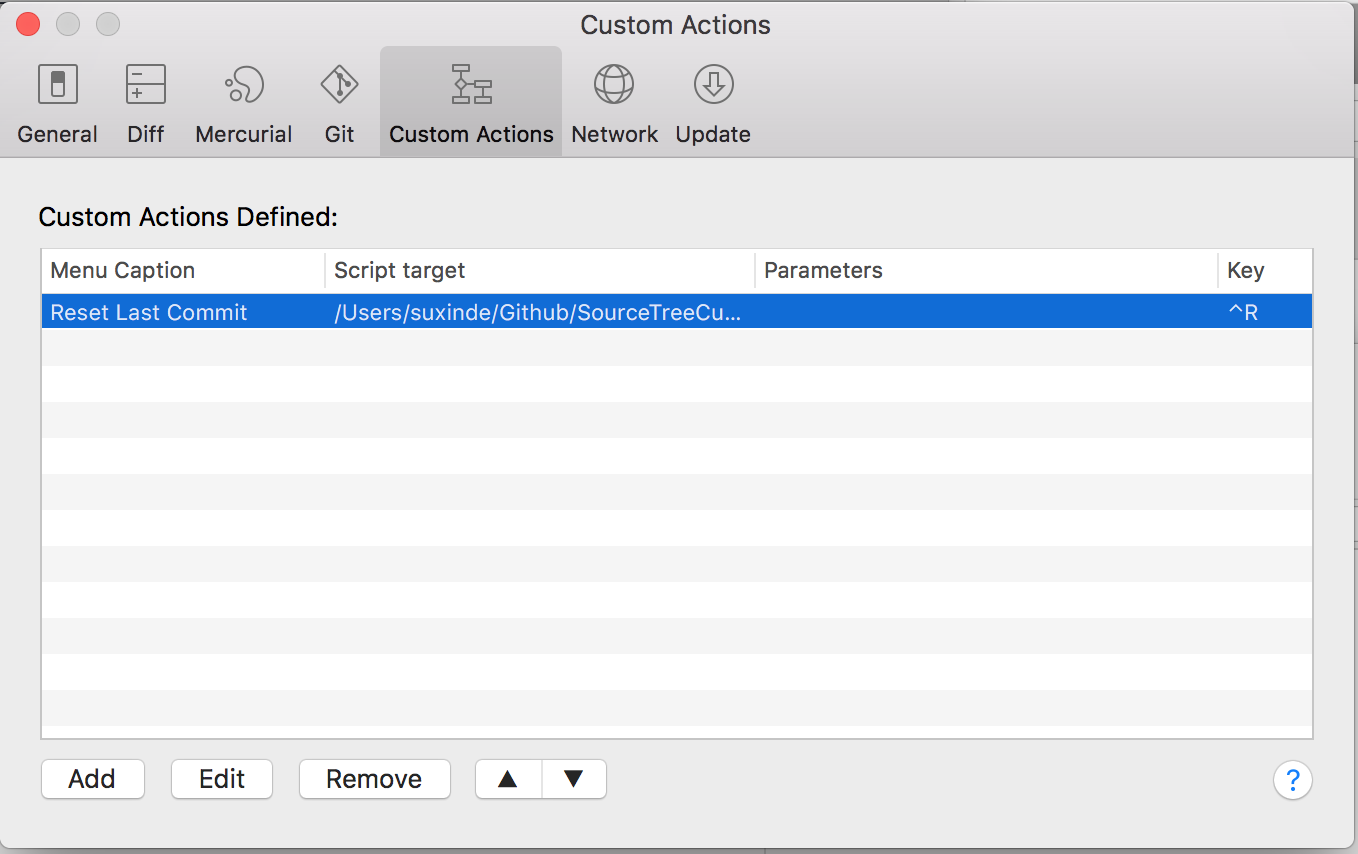 Custom Actions
General Diff Mercurial Git Custom Actions Network Update
Custom Actions Defined:
Menu Caption Script target Parameters Key
Reset Last Commit /Users/suxinde/Github/SourceTreeCu... ^R
Add Edit Remove ▲ ▼ ?